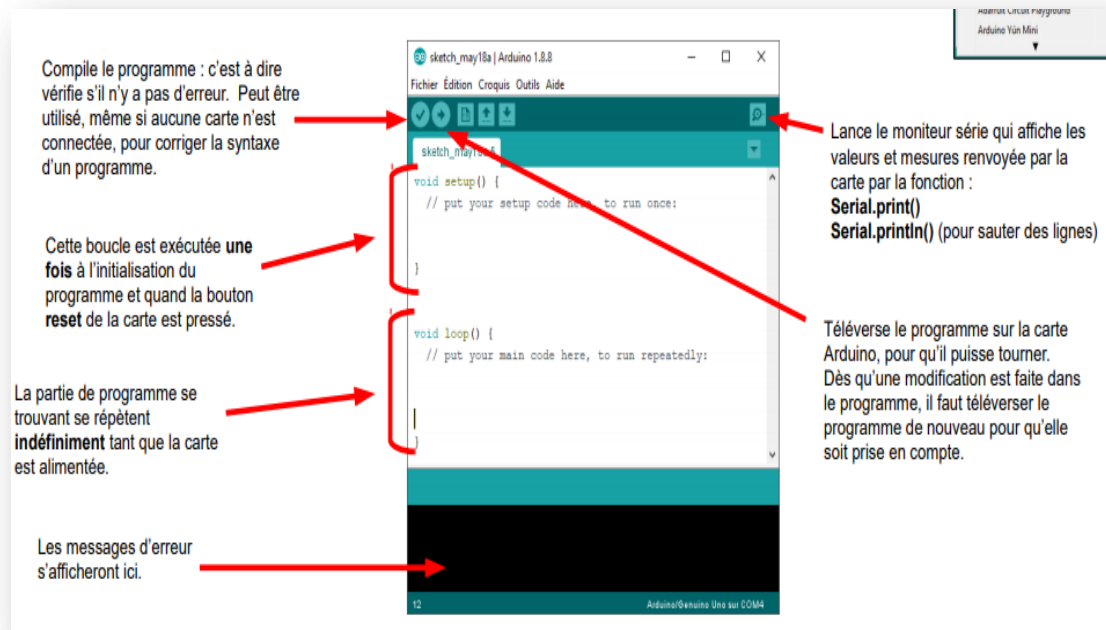 Adafruit Circuit Playground
Arduino Yún Mini
Compile le programme : c'est à dire
vérifie s'il n'y a pas d'erreur. Peut être
utilisé, même si aucune carte n'est
connectée, pour corriger la syntaxe
d'un programme.
Cette boucle est exécutée une
fois à l'initialisation du
programme et quand la bouton
reset de la carte est pressé.
La partie de programme se
trouvant se répètent
indéfiniment tant que la carte
est alimentée.
Les messages d'erreur
s'afficheront ici.
sketch_may18a | Arduino 1.8.8
Fichier Édition Croquis Outils Aide
void setup() {
// put your setup code here, to run once:
}
void loop() {
// put your main code here, to run repeatedly:
}
12
Arduino/Genuino Uno sur COM4
Lance le moniteur série qui affiche les
valeurs et mesures renvoyée par la
carte par la fonction :
Serial.print()
Serial.println() (pour sauter des lignes)
Téléverse le programme sur la carte
Arduino, pour qu'il puisse tourner.
Dès qu'une modification est faite dans
le programme, il faut téléverser le
programme de nouveau pour qu'elle
soit prise en compte.